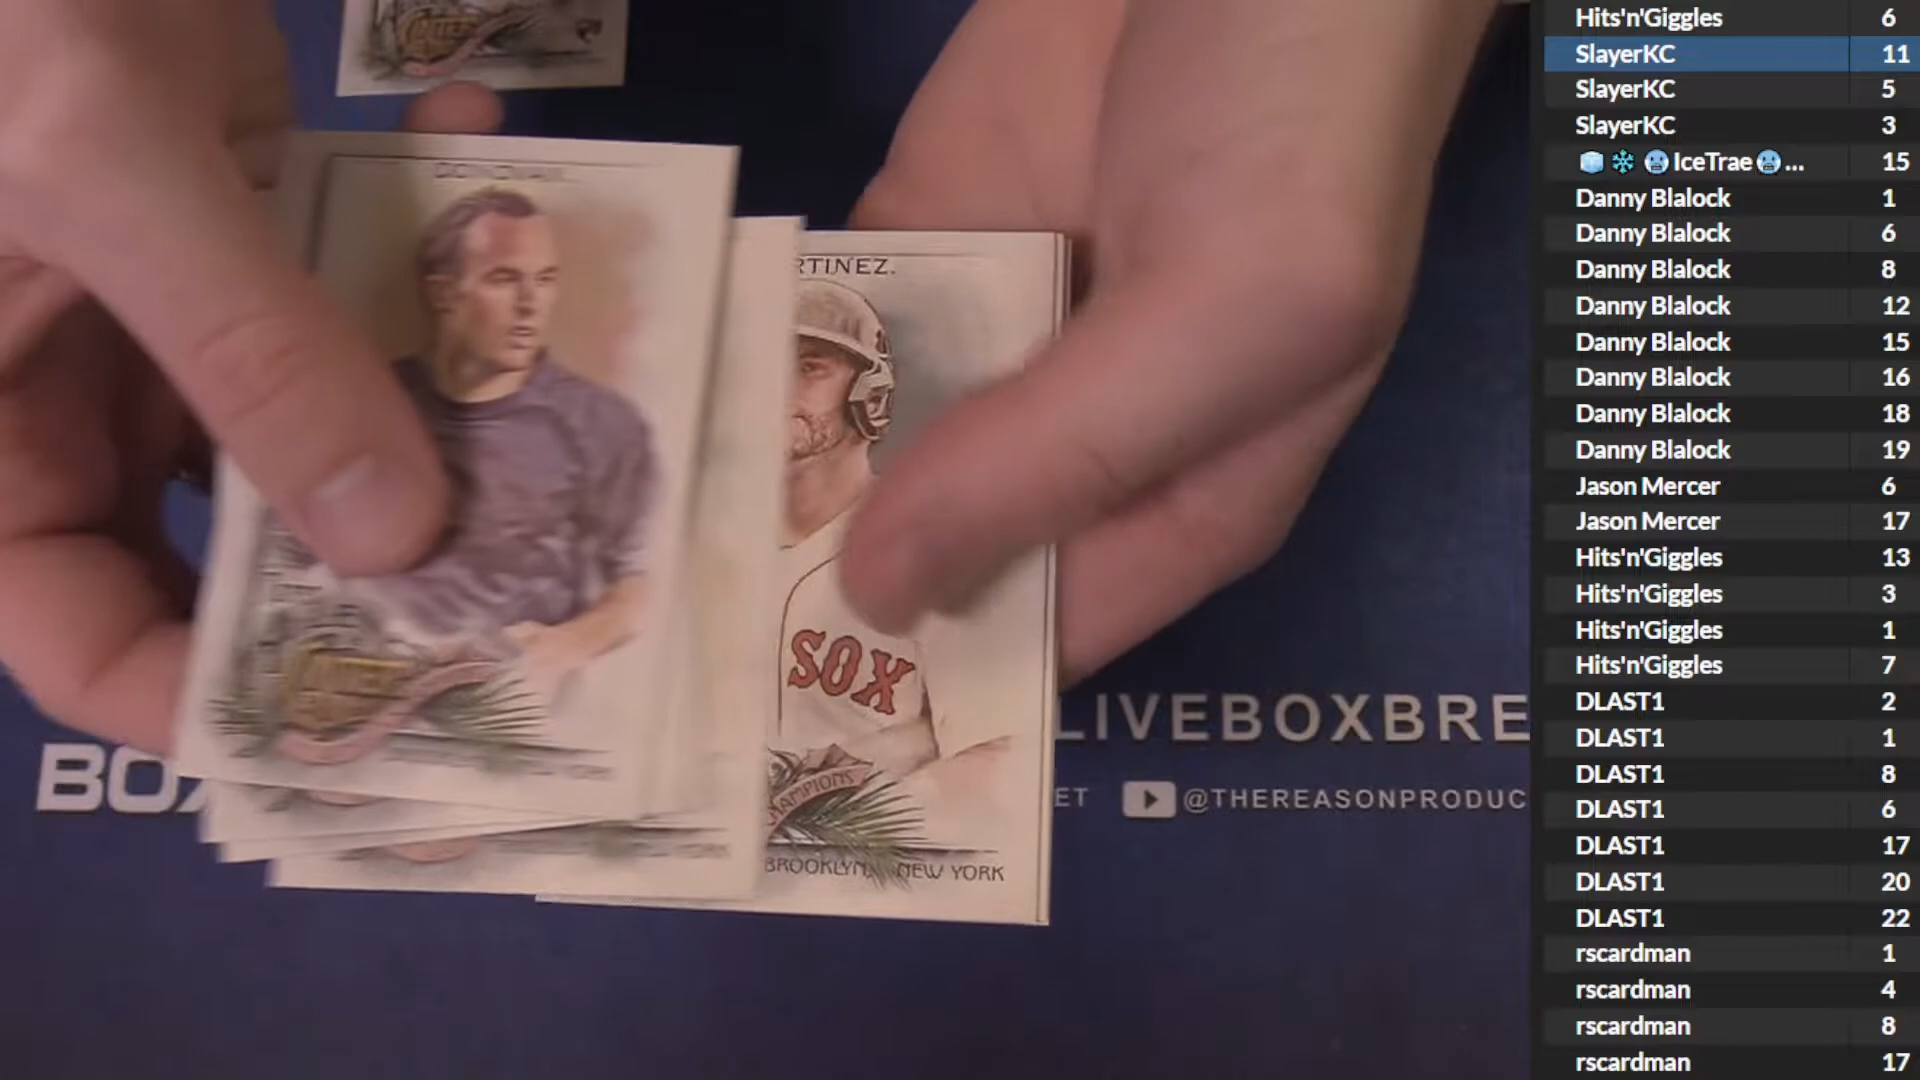 DONOVAN.
RTINEZ.
SOX
CHAMPIONS
BROOKLYN, NEW YORK
BOX
LIVEBOXBRE
ET
@THEREASONPRODUC
Hits'n'Giggles 6
SlayerKC 11
SlayerKC 5
SlayerKC 3
🧊 ❄️ 🥶 IceTrae 🥶 ... 15
Danny Blalock 1
Danny Blalock 6
Danny Blalock 8
Danny Blalock 12
Danny Blalock 15
Danny Blalock 16
Danny Blalock 18
Danny Blalock 19
Jason Mercer 6
Jason Mercer 17
Hits'n'Giggles 13
Hits'n'Giggles 3
Hits'n'Giggles 1
Hits'n'Giggles 7
DLAST1 2
DLAST1 1
DLAST1 8
DLAST1 6
DLAST1 17
DLAST1 20
DLAST1 22
rscardman 1
rscardman 4
rscardman 8
rscardman 17